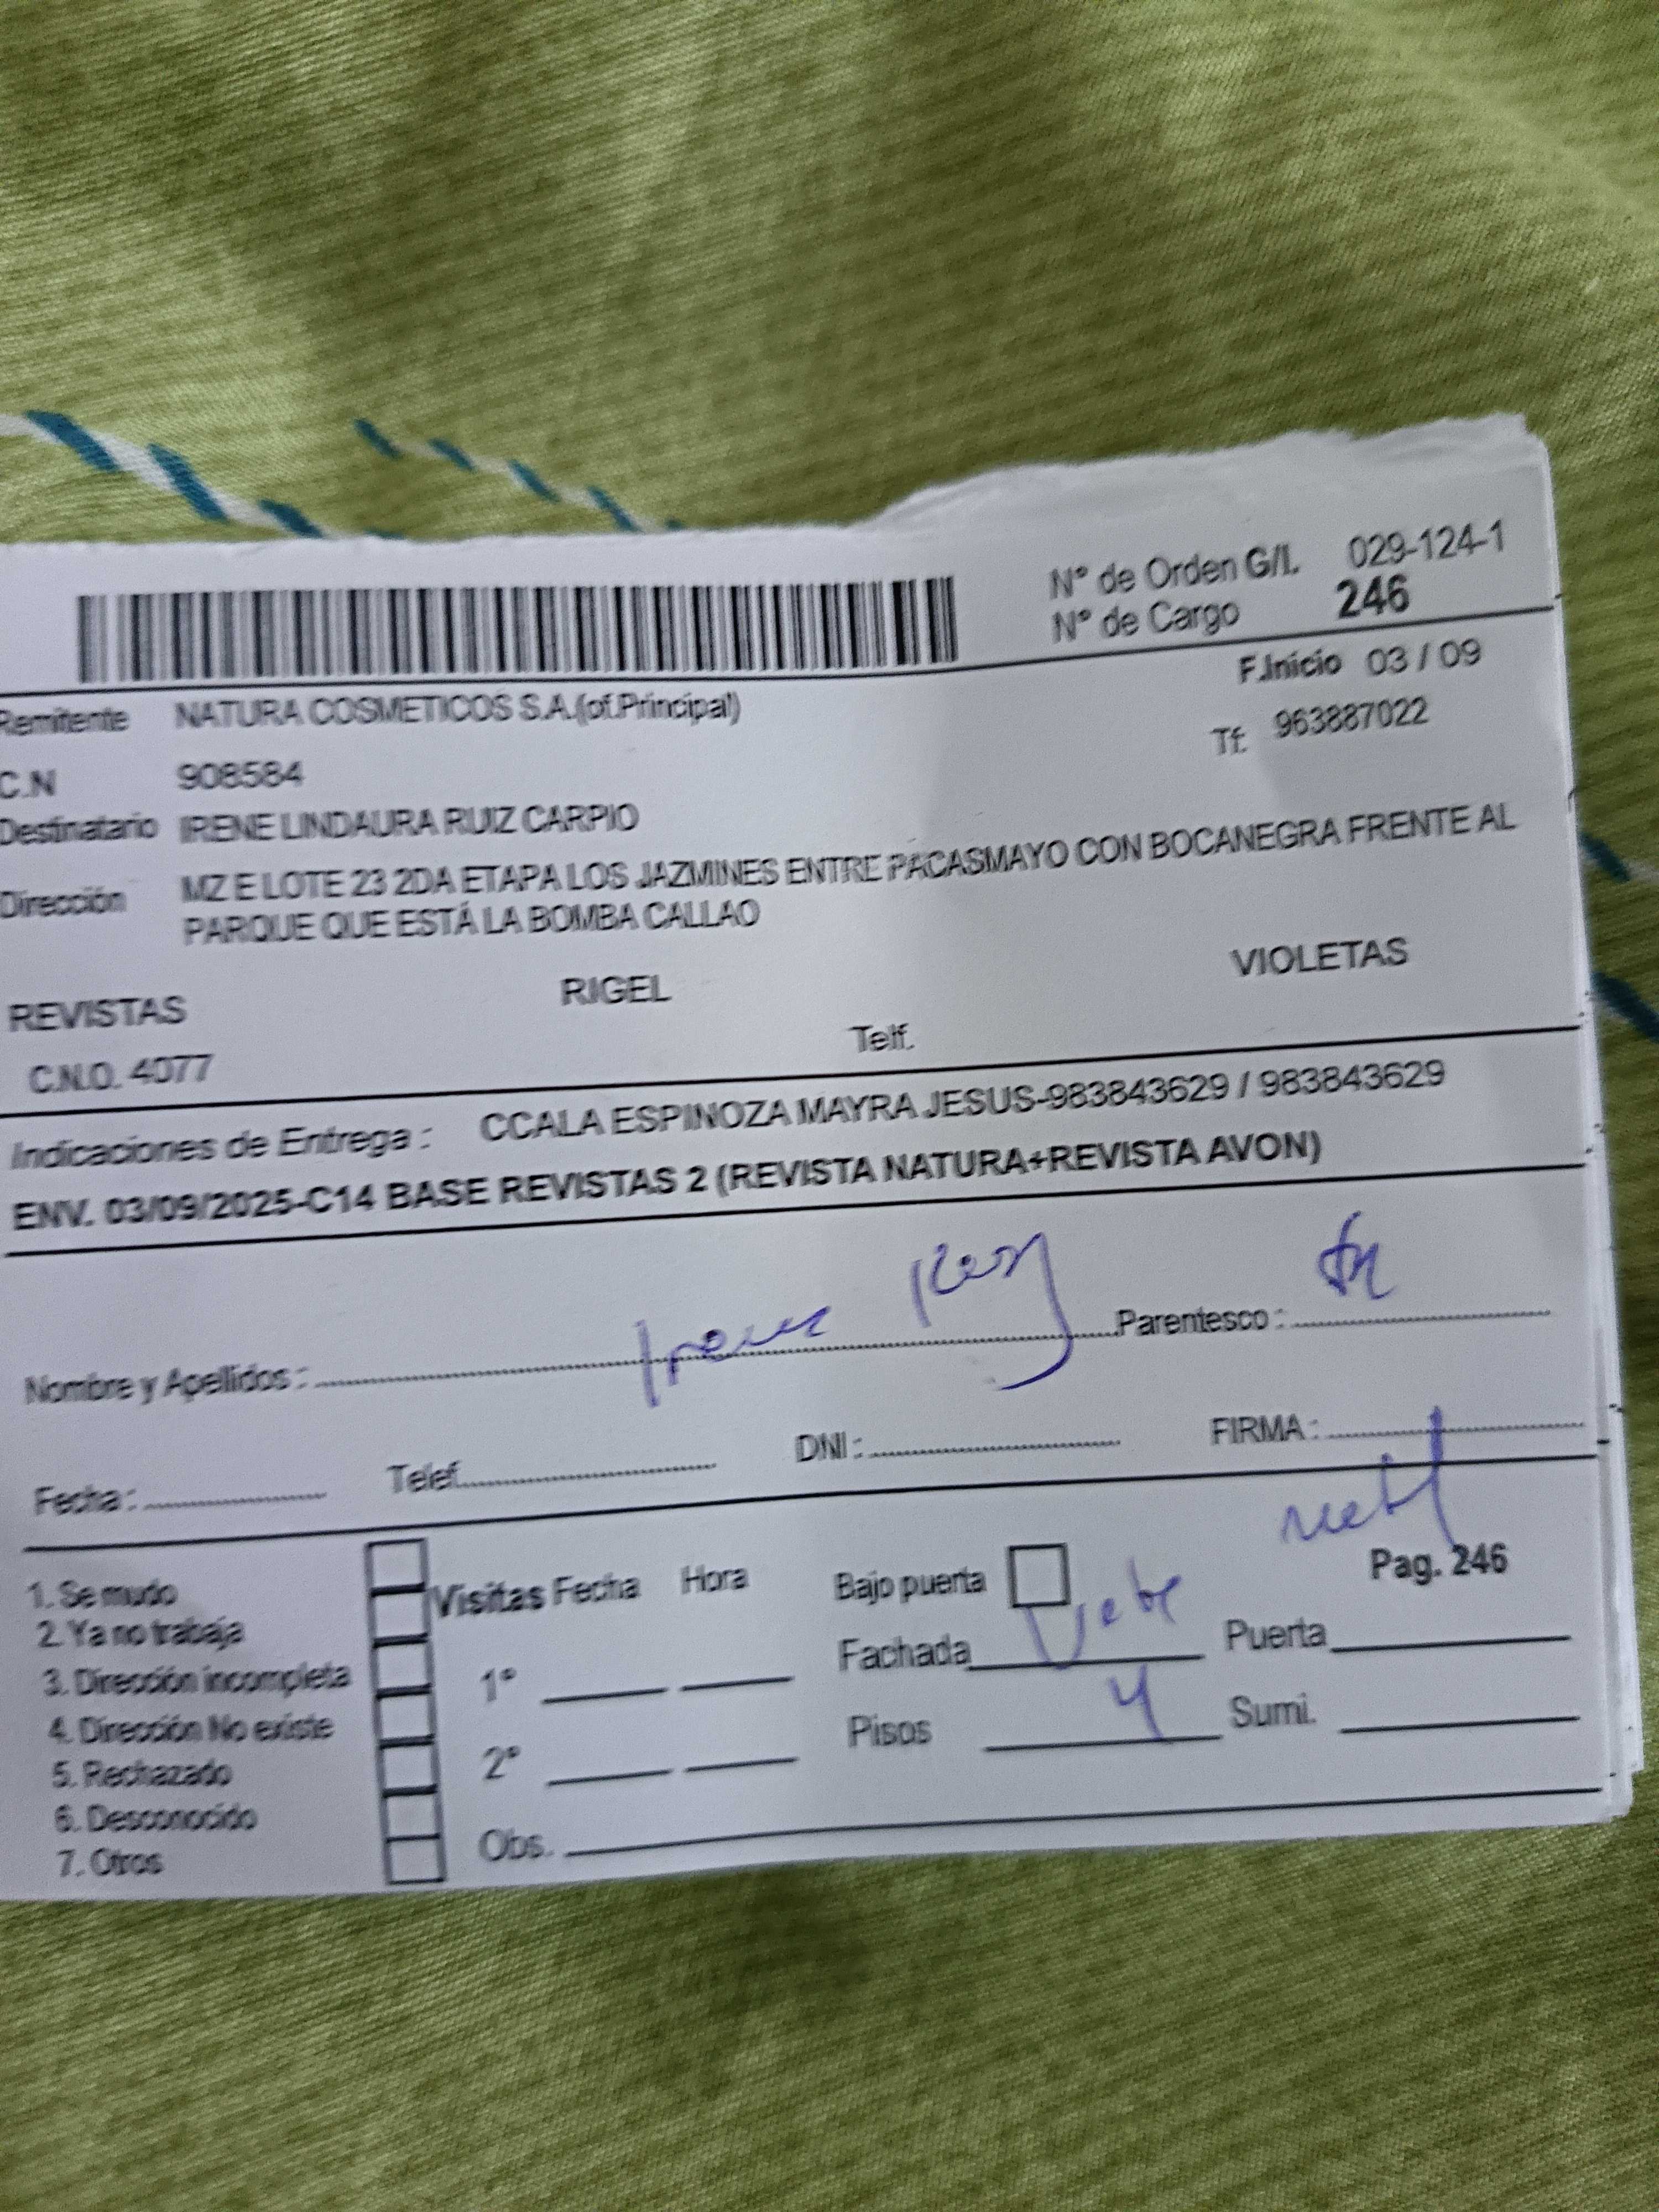 Nº de Orden G/I. 029-124-1
Nº de Cargo 246
F.Inicio 03 / 09
Remitente NATURA COSMETICOS S.A.(of.Principal)
Tf: 963887022
C.N 908584
Destinatario IRENE LINDAURA RUIZ CARPIO
Dirección MZ E LOTE 23 2DA ETAPA LOS JAZMINES ENTRE PACASMAYO CON BOCANEGRA FRENTE AL
PARQUE QUE ESTÁ LA BOMBA CALLAO
REVISTAS RIGEL VIOLETAS
C.N.O. 4077 Telf.
Indicaciones de Entrega : CCALA ESPINOZA MAYRA JESUS-983843629 / 983843629
ENV. 03/09/2025-C14 BASE REVISTAS 2 (REVISTA NATURA+REVISTA AVON)
Nombre y Apellidos : Parentesco :
Fecha : Telef. DNI : FIRMA :
1. Se mudo
2. Ya no trabaja
3. Dirección incompleta
4. Dirección No existe
5. Rechazado
6. Desconocido
7. Otros
Visitas Fecha Hora
1º
2º
Obs.
Bajo puerta Pag. 246
Fachada Puerta
Pisos 4 Sumi.